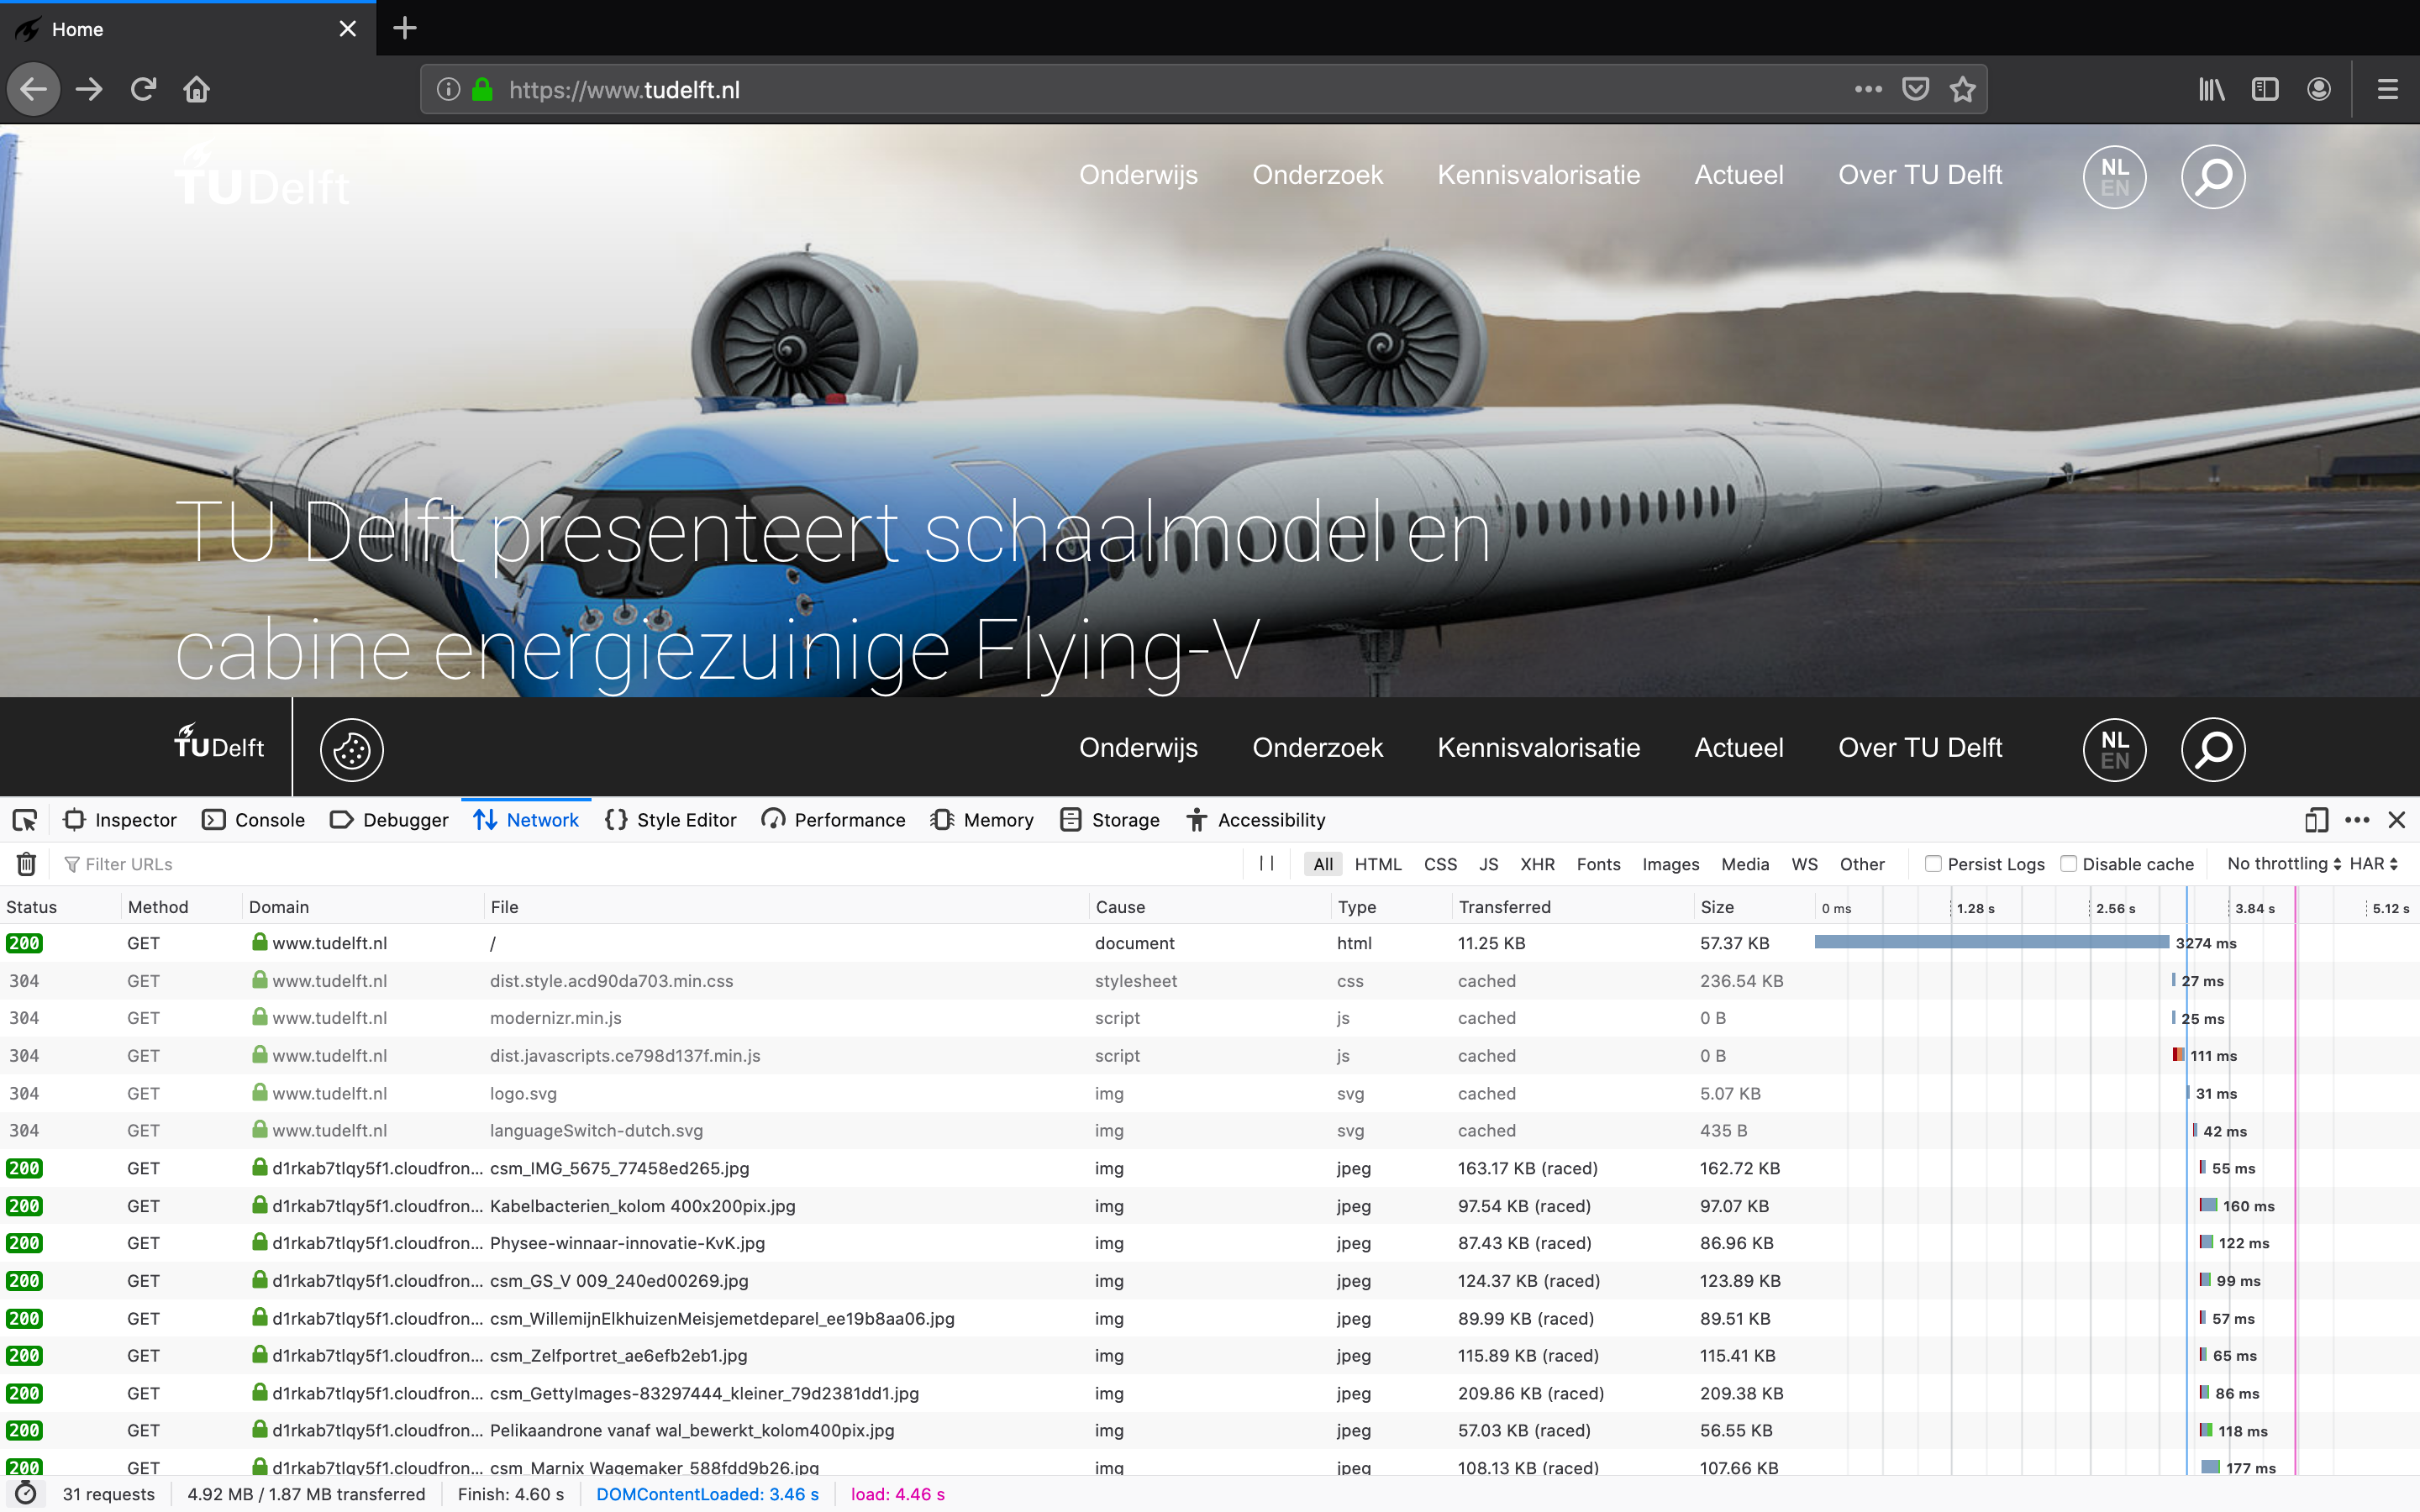 Home
https://www.tudelft.nl
TU Delft
Onderwijs Onderzoek Kennisvalorisatie Actueel Over TU Delft NL EN
TU Delft presenteert schaalmodel en
cabine energiezuinige Flying-V
TU Delft Onderwijs Onderzoek Kennisvalorisatie Actueel Over TU Delft NL EN
Inspector Console Debugger Network Style Editor Performance Memory Storage Accessibility
Filter URLs All HTML CSS JS XHR Fonts Images Media WS Other Persist Logs Disable cache No throttling HAR
Status Method Domain File Cause Type Transferred Size 0 ms 1.28 s 2.56 s 3.84 s 5.12 s
200 GET www.tudelft.nl / document html 11.25 KB 57.37 KB 3274 ms
304 GET www.tudelft.nl dist.style.acd90da703.min.css stylesheet css cached 236.54 KB 27 ms
304 GET www.tudelft.nl modernizr.min.js script js cached 0 B 25 ms
304 GET www.tudelft.nl dist.javascripts.ce798d137f.min.js script js cached 0 B 111 ms
304 GET www.tudelft.nl logo.svg img svg cached 5.07 KB 31 ms
304 GET www.tudelft.nl languageSwitch-dutch.svg img svg cached 435 B 42 ms
200 GET d1rkab7tlqy5f1.cloudfron... csm_IMG_5675_77458ed265.jpg img jpeg 163.17 KB (raced) 162.72 KB 55 ms
200 GET d1rkab7tlqy5f1.cloudfron... Kabelbacterien_kolom 400x200pix.jpg img jpeg 97.54 KB (raced) 97.07 KB 160 ms
200 GET d1rkab7tlqy5f1.cloudfron... Physee-winnaar-innovatie-KvK.jpg img jpeg 87.43 KB (raced) 86.96 KB 122 ms
200 GET d1rkab7tlqy5f1.cloudfron... csm_GS_V 009_240ed00269.jpg img jpeg 124.37 KB (raced) 123.89 KB 99 ms
200 GET d1rkab7tlqy5f1.cloudfron... csm_WillemijnElkhuizenMeisjemetdeparel_ee19b8aa06.jpg img jpeg 89.99 KB (raced) 89.51 KB 57 ms
200 GET d1rkab7tlqy5f1.cloudfron... csm_Zelfportret_ae6efb2eb1.jpg img jpeg 115.89 KB (raced) 115.41 KB 65 ms
200 GET d1rkab7tlqy5f1.cloudfron... csm_GettyImages-83297444_kleiner_79d2381dd1.jpg img jpeg 209.86 KB (raced) 209.38 KB 86 ms
200 GET d1rkab7tlqy5f1.cloudfron... Pelikaandrone vanaf wal_bewerkt_kolom400pix.jpg img jpeg 57.03 KB (raced) 56.55 KB 118 ms
200 GET d1rkab7tlqy5f1.cloudfron... csm_Marnix Wagemaker_588fdd9b26.jpg img jpeg 108.13 KB (raced) 107.66 KB 177 ms
31 requests 4.92 MB / 1.87 MB transferred Finish: 4.60 s DOMContentLoaded: 3.46 s load: 4.46 s